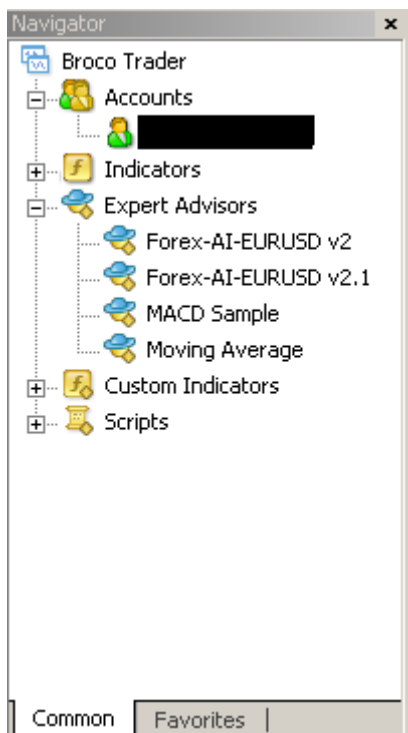 Navigator
Broco Trader
Accounts
Indicators
Expert Advisors
Forex-AI-EURUSD v2
Forex-AI-EURUSD v2.1
MACD Sample
Moving Average
Custom Indicators
Scripts
Common Favorites